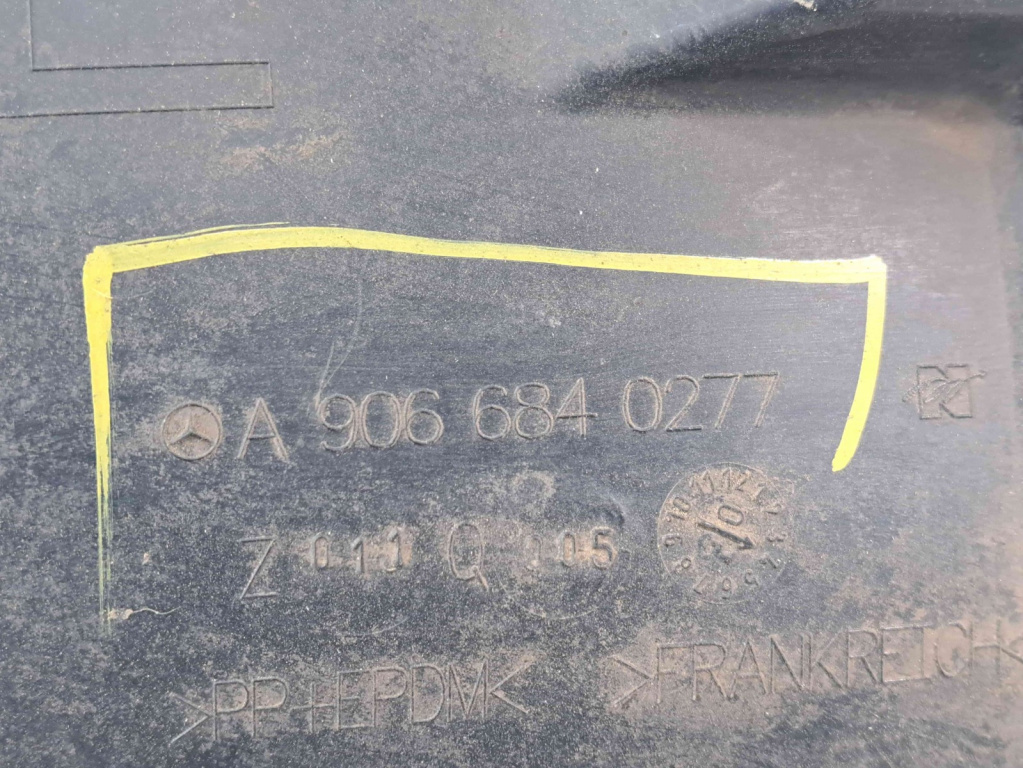 A 906 684 0277
Z 011 Q 005
>PP+EPDM<
>FRANKREICH<